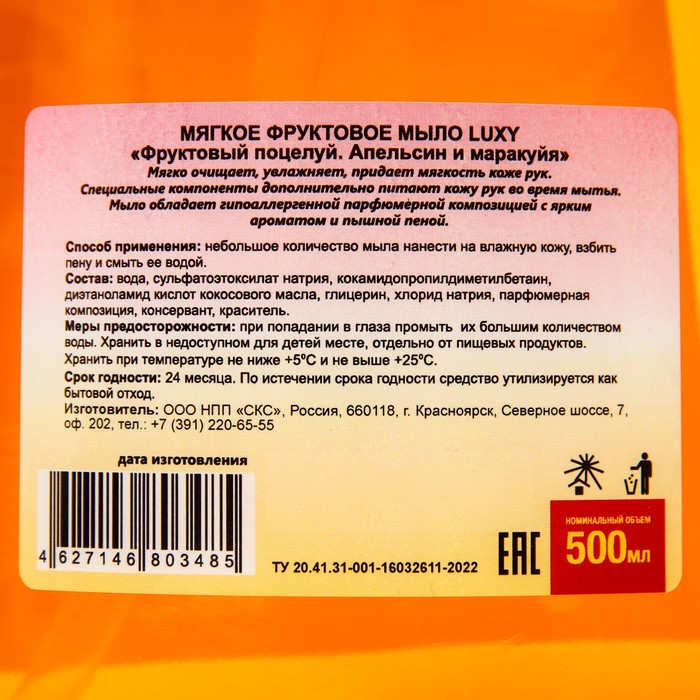 МЯГКОЕ ФРУКТОВОЕ МЫЛО LUXY
«Фруктовый поцелуй. Апельсин и маракуйя»
Мягко очищает, увлажняет, придает мягкость коже рук.
Специальные компоненты дополнительно питают кожу рук во время мытья.
Мыло обладает гипоаллергенной парфюмерной композицией с ярким
ароматом и пышной пеной.
Способ применения: небольшое количество мыла нанести на влажную кожу, взбить
пену и смыть ее водой.
Состав: вода, сульфатоэтоксилат натрия, кокамидопропилдиметилбетаин,
диэтаноламид кислот кокосового масла, глицерин, хлорид натрия, парфюмерная
композиция, консервант, краситель.
Меры предосторожности: при попадании в глаза промыть их большим количеством
воды. Хранить в недоступном для детей месте, отдельно от пищевых продуктов.
Хранить при температуре не ниже +5ºС и не выше +25ºС.
Срок годности: 24 месяца. По истечении срока годности средство утилизируется как
бытовой отход.
Изготовитель: ООО НПП «СКС», Россия, 660118, г. Красноярск, Северное шоссе, 7,
оф. 202, тел.: +7 (391) 220-65-55
дата изготовления
4 627146 803485
ТУ 20.41.31-001-16032611-2022
EAC
НОМИНАЛЬНЫЙ ОБЪЕМ
500мл